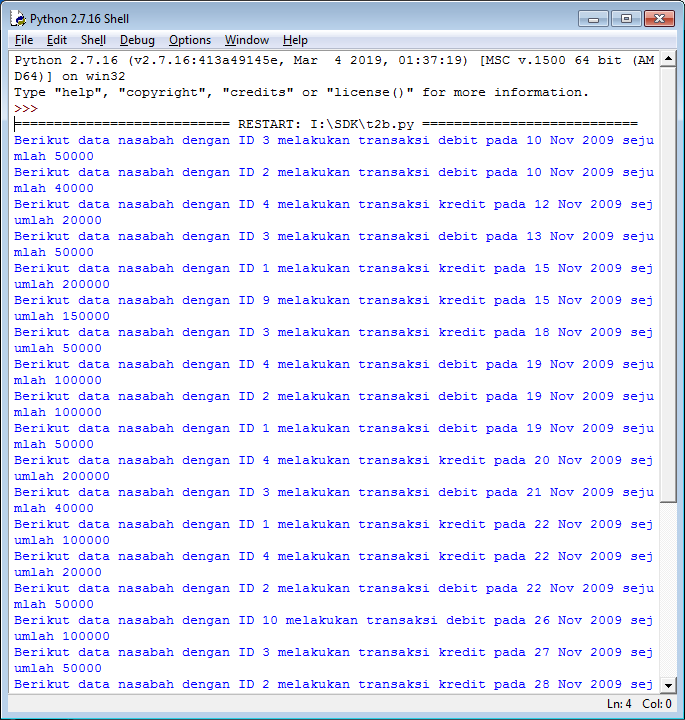 Python 2.7.16 Shell
File Edit Shell Debug Options Window Help
Python 2.7.16 (v2.7.16:413a49145e, Mar  4 2019, 01:37:19) [MSC v.1500 64 bit (AM
D64)] on win32
Type "help", "copyright", "credits" or "license()" for more information.
>>>
=========================== RESTART: I:\SDK\t2b.py ===========================
Berikut data nasabah dengan ID 3 melakukan transaksi debit pada 10 Nov 2009 seju
mlah 50000
Berikut data nasabah dengan ID 2 melakukan transaksi debit pada 10 Nov 2009 seju
mlah 40000
Berikut data nasabah dengan ID 4 melakukan transaksi kredit pada 12 Nov 2009 sej
umlah 20000
Berikut data nasabah dengan ID 3 melakukan transaksi debit pada 13 Nov 2009 seju
mlah 50000
Berikut data nasabah dengan ID 1 melakukan transaksi kredit pada 15 Nov 2009 sej
umlah 200000
Berikut data nasabah dengan ID 9 melakukan transaksi kredit pada 15 Nov 2009 sej
umlah 150000
Berikut data nasabah dengan ID 3 melakukan transaksi kredit pada 18 Nov 2009 sej
umlah 50000
Berikut data nasabah dengan ID 4 melakukan transaksi debit pada 19 Nov 2009 seju
mlah 100000
Berikut data nasabah dengan ID 2 melakukan transaksi debit pada 19 Nov 2009 seju
mlah 100000
Berikut data nasabah dengan ID 1 melakukan transaksi debit pada 19 Nov 2009 seju
mlah 50000
Berikut data nasabah dengan ID 4 melakukan transaksi kredit pada 20 Nov 2009 sej
umlah 200000
Berikut data nasabah dengan ID 3 melakukan transaksi debit pada 21 Nov 2009 seju
mlah 40000
Berikut data nasabah dengan ID 1 melakukan transaksi kredit pada 22 Nov 2009 sej
umlah 100000
Berikut data nasabah dengan ID 4 melakukan transaksi kredit pada 22 Nov 2009 sej
umlah 20000
Berikut data nasabah dengan ID 2 melakukan transaksi debit pada 22 Nov 2009 seju
mlah 50000
Berikut data nasabah dengan ID 10 melakukan transaksi debit pada 26 Nov 2009 sej
umlah 100000
Berikut data nasabah dengan ID 3 melakukan transaksi kredit pada 27 Nov 2009 sej
umlah 50000
Berikut data nasabah dengan ID 2 melakukan transaksi kredit pada 28 Nov 2009 sej
Ln: 4 Col: 0